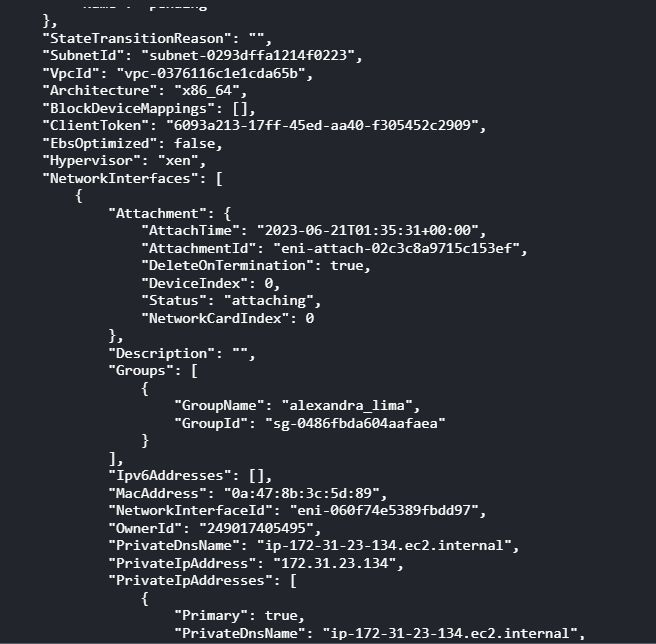 "Name": "pending"
},
"StateTransitionReason": "",
"SubnetId": "subnet-0293dffa1214f0223",
"VpcId": "vpc-0376116c1e1cda65b",
"Architecture": "x86_64",
"BlockDeviceMappings": [],
"ClientToken": "6093a213-17ff-45ed-aa40-f305452c2909",
"EbsOptimized": false,
"Hypervisor": "xen",
"NetworkInterfaces": [
{
"Attachment": {
"AttachTime": "2023-06-21T01:35:31+00:00",
"AttachmentId": "eni-attach-02c3c8a9715c153ef",
"DeleteOnTermination": true,
"DeviceIndex": 0,
"Status": "attaching",
"NetworkCardIndex": 0
},
"Description": "",
"Groups": [
{
"GroupName": "alexandra_lima",
"GroupId": "sg-0486fbda604aafaea"
}
],
"Ipv6Addresses": [],
"MacAddress": "0a:47:8b:3c:5d:89",
"NetworkInterfaceId": "eni-060f74e5389fbdd97",
"OwnerId": "249017405495",
"PrivateDnsName": "ip-172-31-23-134.ec2.internal",
"PrivateIpAddress": "172.31.23.134",
"PrivateIpAddresses": [
{
"Primary": true,
"PrivateDnsName": "ip-172-31-23-134.ec2.internal",